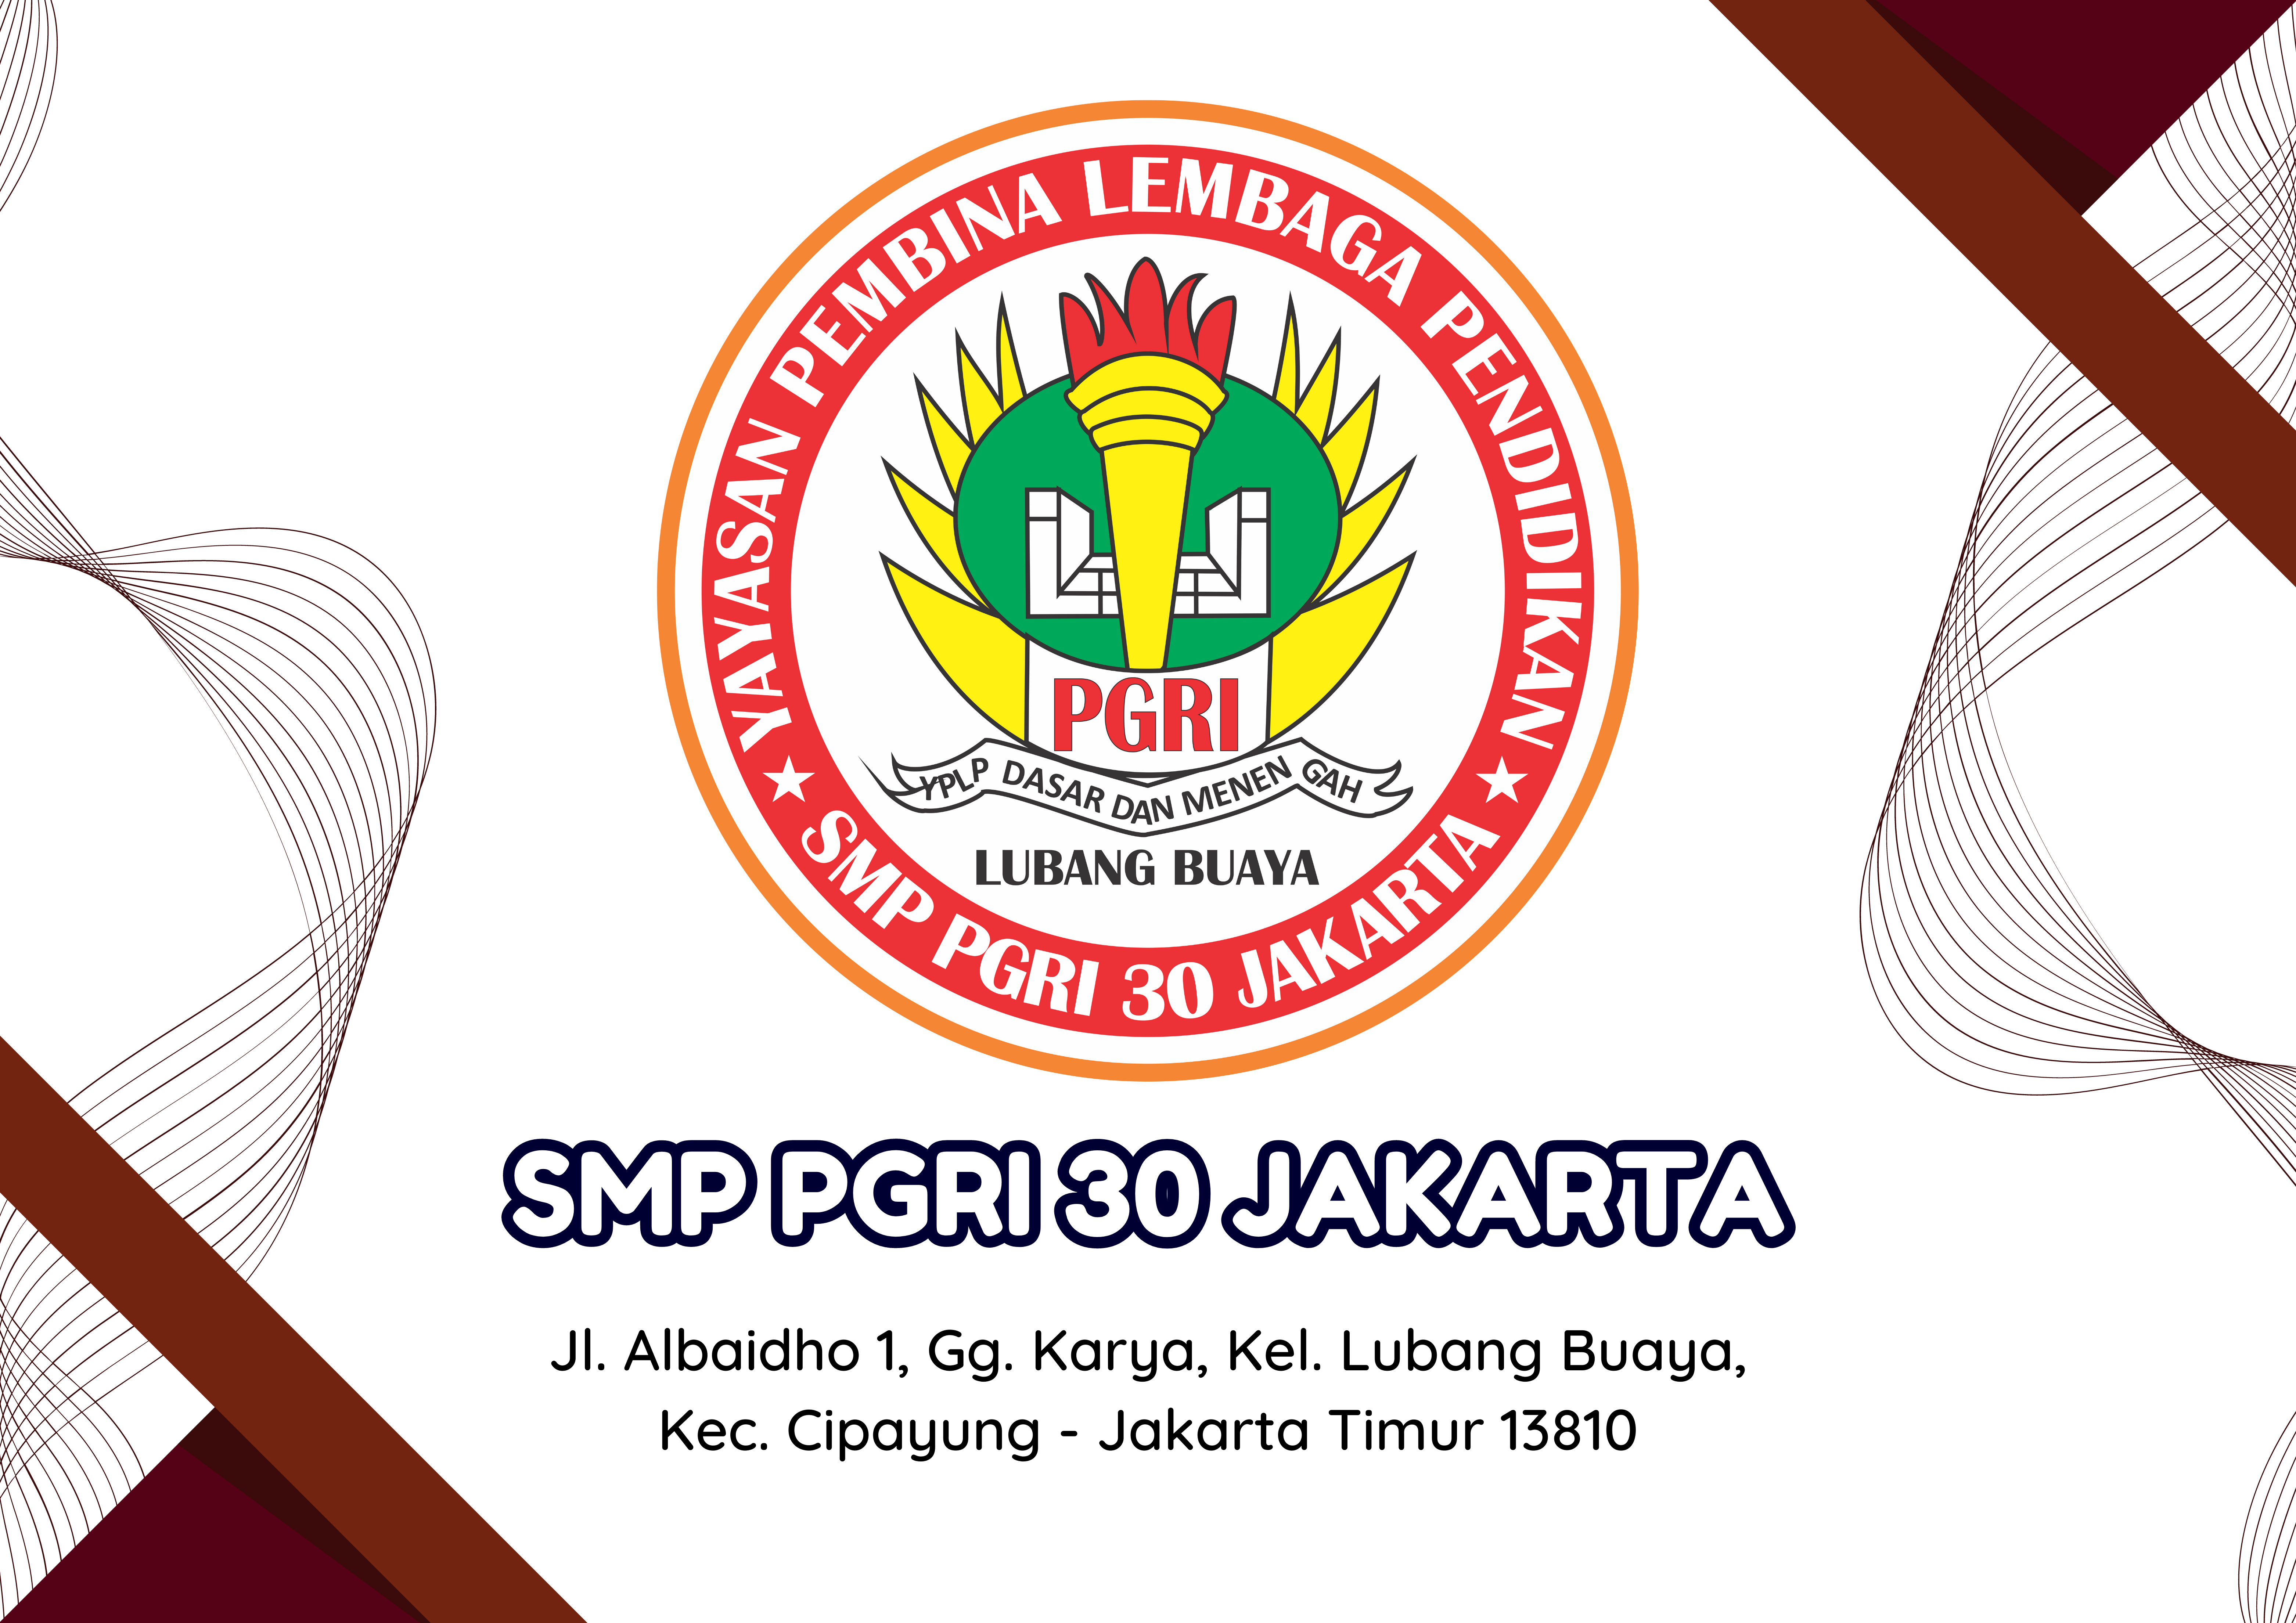 YAYASAN PEMBINA LEMBAGA PENDIDIKAN
PGRI
YPLP DASAR DAN MENEN GAH
LUBANG BUAYA
SMP PGRI 30 JAKARTA
SMP PGRI 30 JAKARTA
Jl. Albaidho 1, Gg. Karya, Kel. Lubang Buaya,
Kec. Cipayung - Jakarta Timur 13810